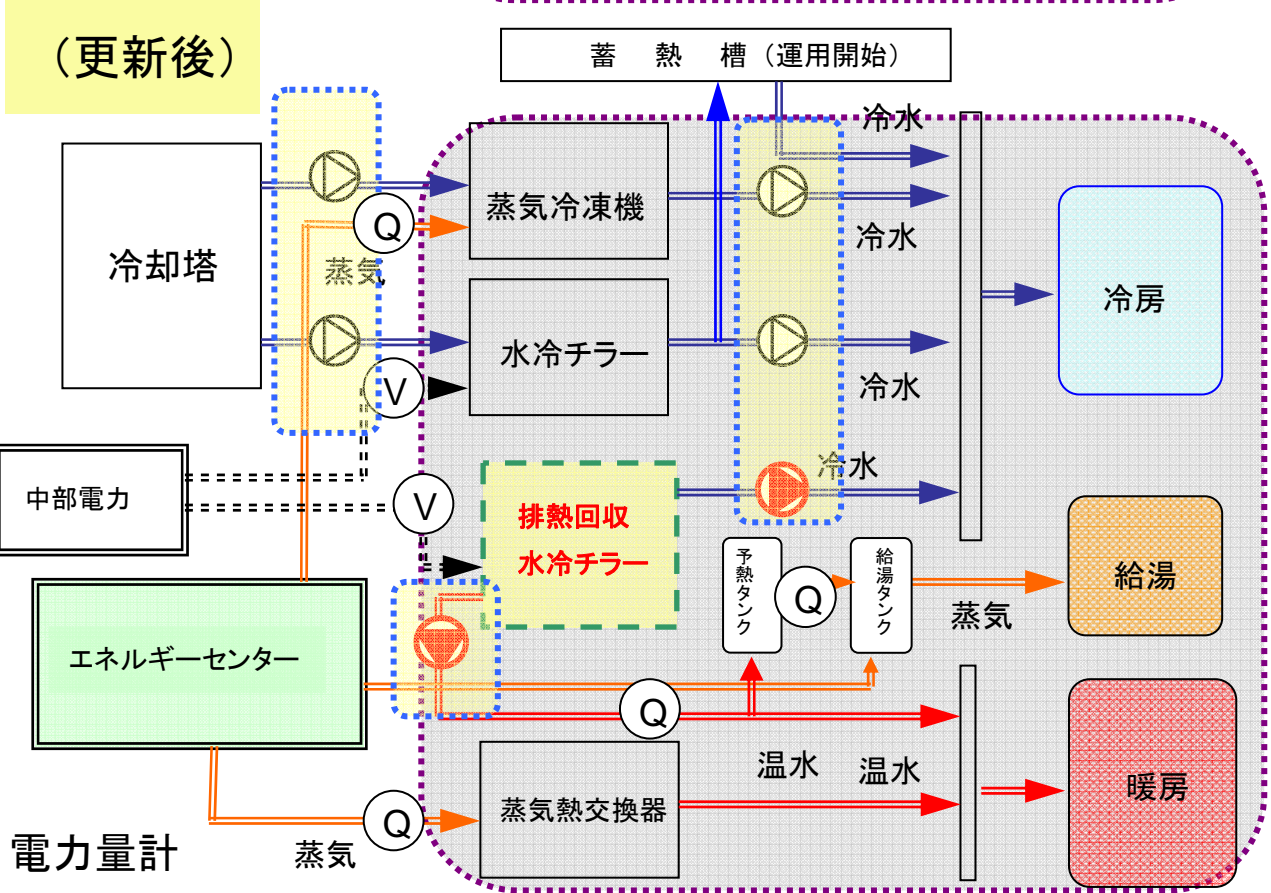 （更新後）
蓄　熱　槽（運用開始）
冷水
冷却塔
蒸気冷凍機
Q
蒸気
冷水
冷房
水冷チラー
V
冷水
中部電力
V
冷水
排熱回収
水冷チラー
予熱タンク
Q
給湯タンク
給湯
蒸気
エネルギーセンター
Q
温水
温水
暖房
蒸気熱交換器
Q
電力量計
蒸気